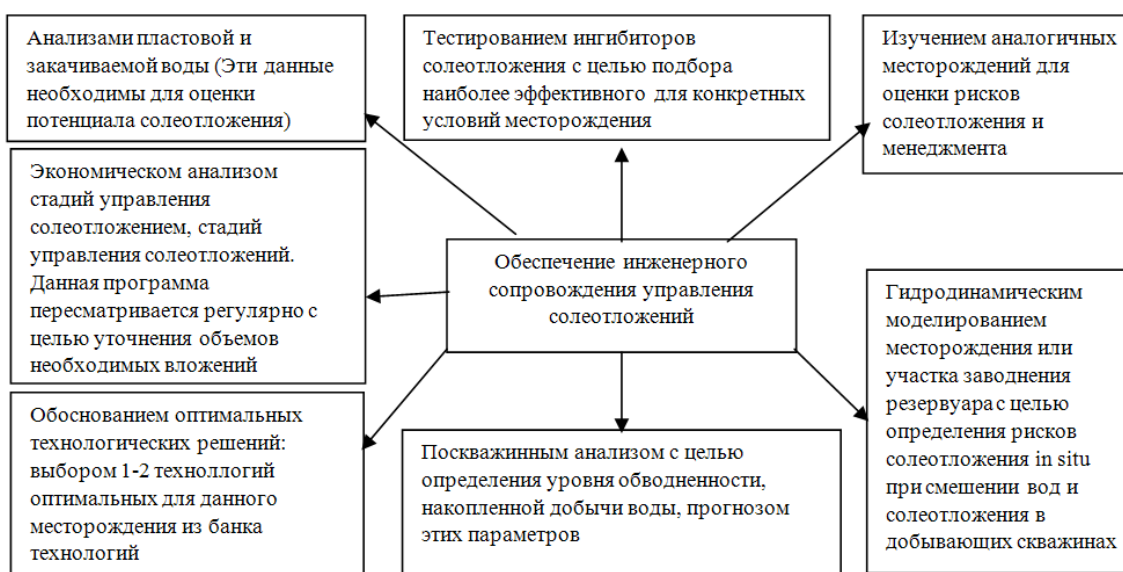 Анализами пластовой и
закачиваемой воды (Эти данные
необходимы для оценки
потенциала солеотложения)
Тестированием ингибиторов
солеотложения с целью подбора
наиболее эффективного для конкретных
условий месторождения
Изучением аналогичных
месторождений для
оценки рисков
солеотложения и
менеджмента
Экономическом анализом
стадий управления
солеотложением, стадий
управления солеотложений.
Данная программа
пересматривается регулярно с
целью уточнения объемов
необходимых вложений
Обеспечение инженерного
сопровождения управления
солеотложений
Гидродинамическим
моделированием
месторождения или
участка заводнения
резервуара с целью
определения рисков
солеотложения in situ
при смешении вод и
солеотложения в
добывающих скважинах
Обоснованием оптимальных
технологических решений:
выбором 1-2 техноллогий
оптимальных для данного
месторождения из банка
технологий
Поскважинным анализом с целью
определения уровня обводненности,
накопленной добычи воды, прогнозом
этих параметров